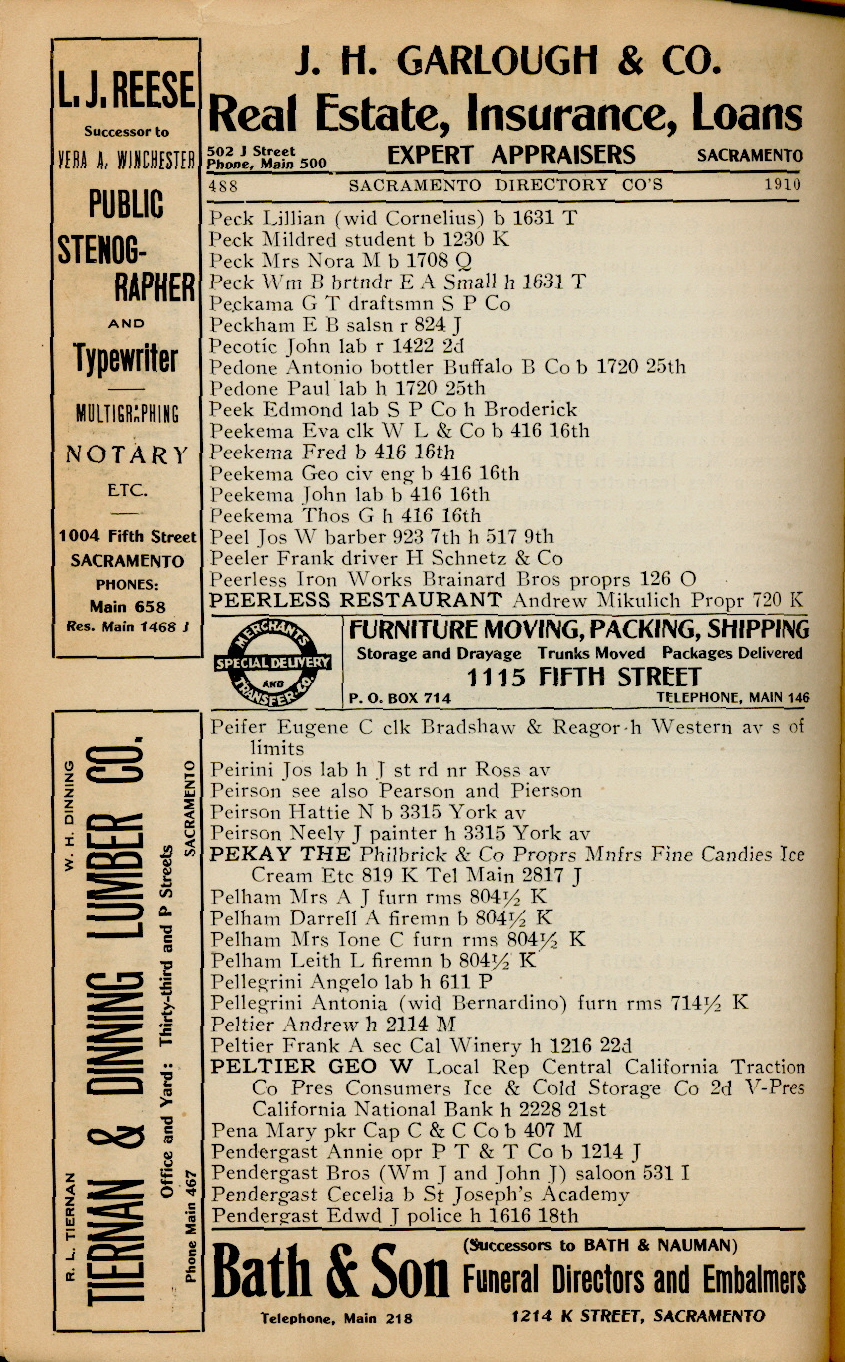 L. J. REESE
Successor to
VERA A. WINCHESTER
PUBLIC
STENOG-
RAPHER
AND
Typewriter
MULTIGRAPHING
NOTARY
ETC.
1004 Fifth Street
SACRAMENTO
PHONES:
Main 658
Res. Main 1468 J
J. H. GARLOUGH & CO.
Real Estate, Insurance, Loans
502 J Street
Phone, Main 500
EXPERT APPRAISERS SACRAMENTO
488 SACRAMENTO DIRECTORY CO'S 1910
Peck Lillian (wid Cornelius) b 1631 T
Peck Mildred student b 1230 K
Peck Mrs Nora M b 1708 Q
Peck Wm B brtndr E A Small h 1631 T
Peckama G T draftsmn S P Co
Peckham E B salsn r 824 J
Pecotic John lab r 1422 2d
Pedone Antonio bottler Buffalo B Co b 1720 25th
Pedone Paul lab h 1720 25th
Peek Edmond lab S P Co h Broderick
Peekema Eva clk W L & Co b 416 16th
Peekema Fred b 416 16th
Peekema Geo civ eng b 416 16th
Peekema John lab b 416 16th
Peekema Thos G h 416 16th
Peel Jos W barber 923 7th h 517 9th
Peeler Frank driver H Schnetz & Co
Peerless Iron Works Brainard Bros proprs 126 O
PEERLESS RESTAURANT Andrew Mikulich Propr 720 K
MERCHANTS
SPECIAL DELIVERY
AND
TRANSFER CO.
FURNITURE MOVING, PACKING, SHIPPING
Storage and Drayage Trunks Moved Packages Delivered
1115 FIFTH STREET
P. O. BOX 714 TELEPHONE, MAIN 146
Peifer Eugene C clk Bradshaw & Reagor h Western av s of
limits
Peirini Jos lab h J st rd nr Ross av
Peirson see also Pearson and Pierson
Peirson Hattie N b 3315 York av
Peirson Neely J painter h 3315 York av
PEKAY THE Philbrick & Co Proprs Mnfrs Fine Candies Ice
Cream Etc 819 K Tel Main 2817 J
Pelham Mrs A J furn rms 804½ K
Pelham Darrell A firemn b 804½ K
Pelham Mrs Ione C furn rms 804½ K
Pelham Leith L firemn b 804½ K
Pellegrini Angelo lab h 611 P
Pellegrini Antonia (wid Bernardino) furn rms 714½ K
Peltier Andrew h 2114 M
Peltier Frank A sec Cal Winery h 1216 22d
PELTIER GEO W Local Rep Central California Traction
Co Pres Consumers Ice & Cold Storage Co 2d V-Pres
California National Bank h 2228 21st
Pena Mary pkr Cap C & C Co b 407 M
Pendergast Annie opr P T & T Co b 1214 J
Pendergast Bros (Wm J and John J) saloon 531 I
Pendergast Cecelia b St Joseph's Academy
Pendergast Edwd J police h 1616 18th
R. L. TIERNAN W. H. DINNING
TIERNAN & DINNING LUMBER CO.
Office and Yard: Thirty-third and P Streets
Phone Main 467 SACRAMENTO
Bath & Son
(Successors to BATH & NAUMAN)
Funeral Directors and Embalmers
Telephone, Main 218 1214 K STREET, SACRAMENTO